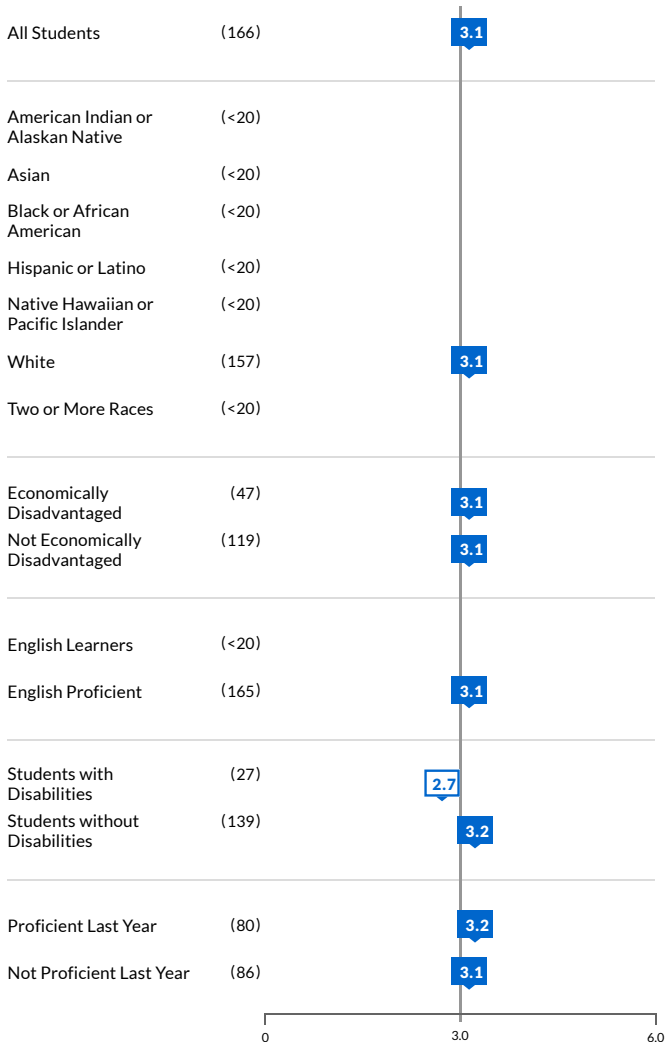 All Students (166) 3.1
American Indian or (<20)
Alaskan Native
Asian (<20)
Black or African (<20)
American
Hispanic or Latino (<20)
Native Hawaiian or (<20)
Pacific Islander
White (157) 3.1
Two or More Races (<20)
Economically (47) 3.1
Disadvantaged
Not Economically (119) 3.1
Disadvantaged
English Learners (<20)
English Proficient (165) 3.1
Students with (27) 2.7
Disabilities
Students without (139) 3.2
Disabilities
Proficient Last Year (80) 3.2
Not Proficient Last Year (86) 3.1
0 3.0 6.0